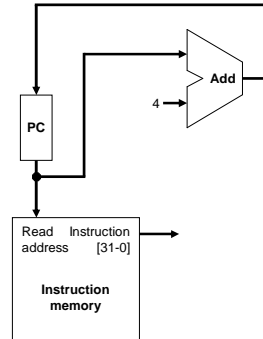 Add
PC
4
Read Instruction
address [31-0]
Instruction
memory